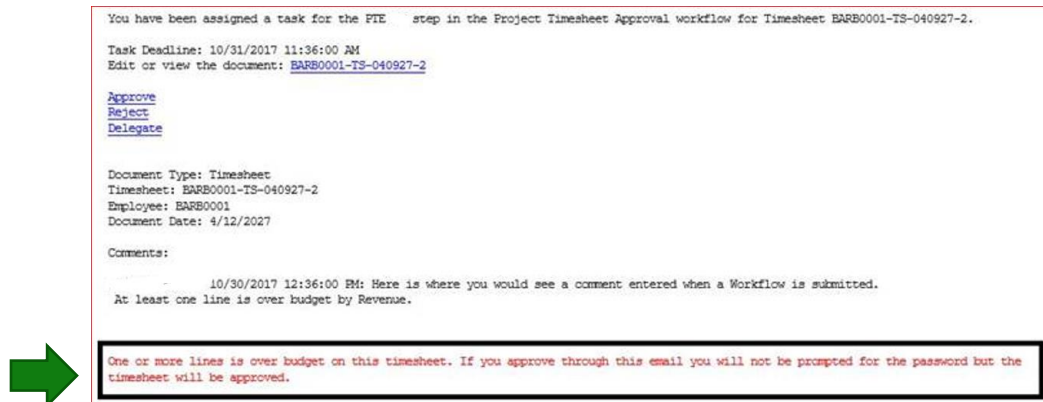 You have been assigned a task for the PTE step in the Project Timesheet Approval workflow for Timesheet BARB0001-TS-040927-2.
Task Deadline: 10/31/2017 11:36:00 AM
Edit or view the document: BARB0001-TS-040927-2
Approve
Reject
Delegate
Document Type: Timesheet
Timesheet: BARB0001-TS-040927-2
Employee: BARB0001
Document Date: 4/12/2027
Comments:
10/30/2017 12:36:00 PM: Here is where you would see a comment entered when a Workflow is submitted.
At least one line is over budget by Revenue.
One or more lines is over budget on this timesheet. If you approve through this email you will not be prompted for the password but the
timesheet will be approved.